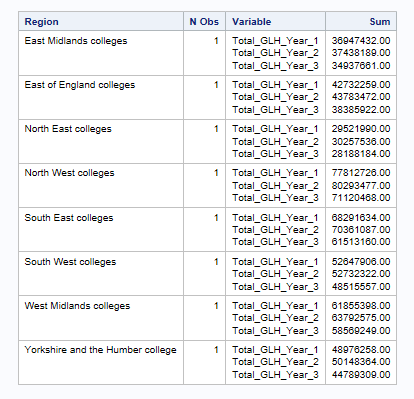 Region N Obs Variable Sum
East Midlands colleges 1 Total_GLH_Year_1 36947432.00
Total_GLH_Year_2 37438189.00
Total_GLH_Year_3 34937661.00
East of England colleges 1 Total_GLH_Year_1 42732259.00
Total_GLH_Year_2 43783472.00
Total_GLH_Year_3 38385922.00
North East colleges 1 Total_GLH_Year_1 29521990.00
Total_GLH_Year_2 30257536.00
Total_GLH_Year_3 28188184.00
North West colleges 1 Total_GLH_Year_1 77812726.00
Total_GLH_Year_2 80293477.00
Total_GLH_Year_3 71120468.00
South East colleges 1 Total_GLH_Year_1 68291634.00
Total_GLH_Year_2 70361087.00
Total_GLH_Year_3 61513160.00
South West colleges 1 Total_GLH_Year_1 52647906.00
Total_GLH_Year_2 52732322.00
Total_GLH_Year_3 48515557.00
West Midlands colleges 1 Total_GLH_Year_1 61855398.00
Total_GLH_Year_2 63792575.00
Total_GLH_Year_3 58569249.00
Yorkshire and the Humber college 1 Total_GLH_Year_1 48976258.00
Total_GLH_Year_2 50148364.00
Total_GLH_Year_3 44789309.00